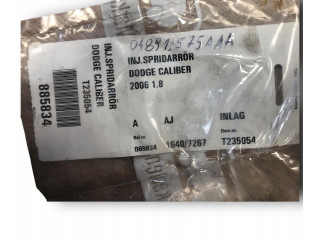 04891575AAA
INJ.SPRIDARRÖR
DODGE CALIBER
2006 1.8
A AJ INLAG
D85834 1640/7267 T235054
INJ.SPRIDARRÖR
DODGE CALIBER
T235054
885834